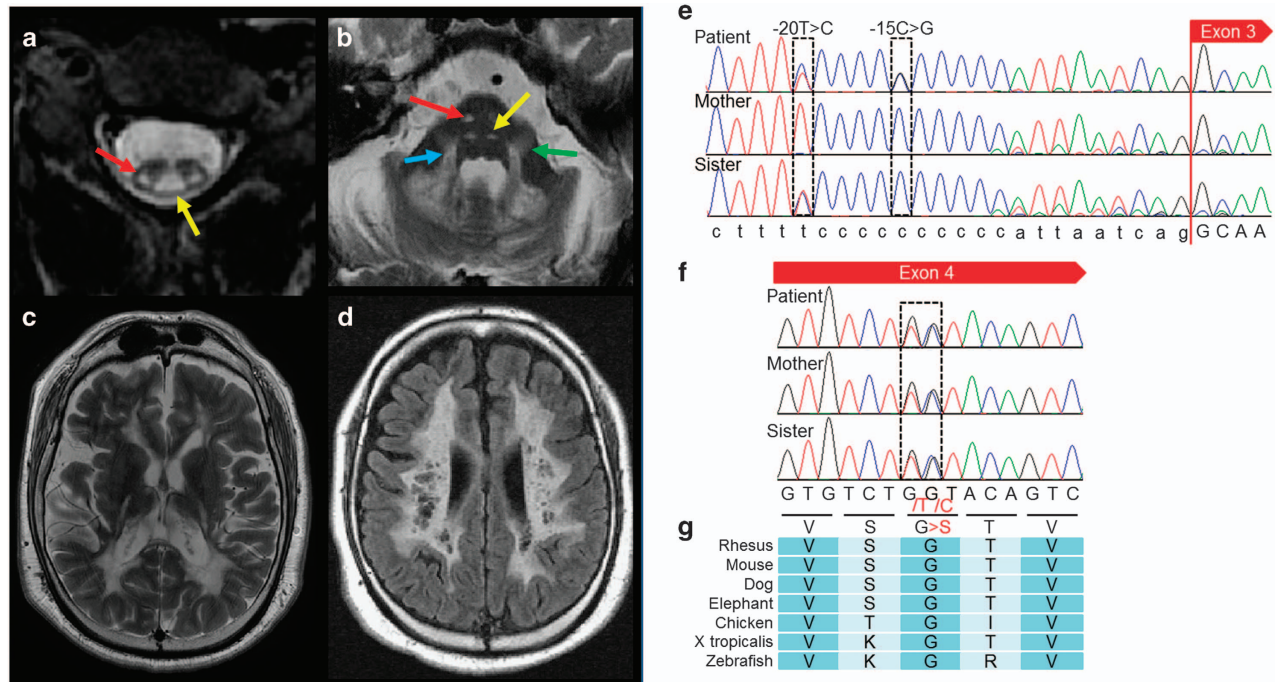 a
b
c
d
e
-20T>C -15C>G
Patient
Exon 3
Mother
Sister
c t t t t c c c c c c c c c c a t t a a t c a g G C A A
f
Exon 4
Patient
Mother
Sister
G T G T C T G G T A C A G T C
/T /C
g
V S G>S T V
Rhesus V S G T V
Mouse V S G T V
Dog V S G T V
Elephant V S G T V
Chicken V T G I V
X tropicalis V K G T V
Zebrafish V K G R V